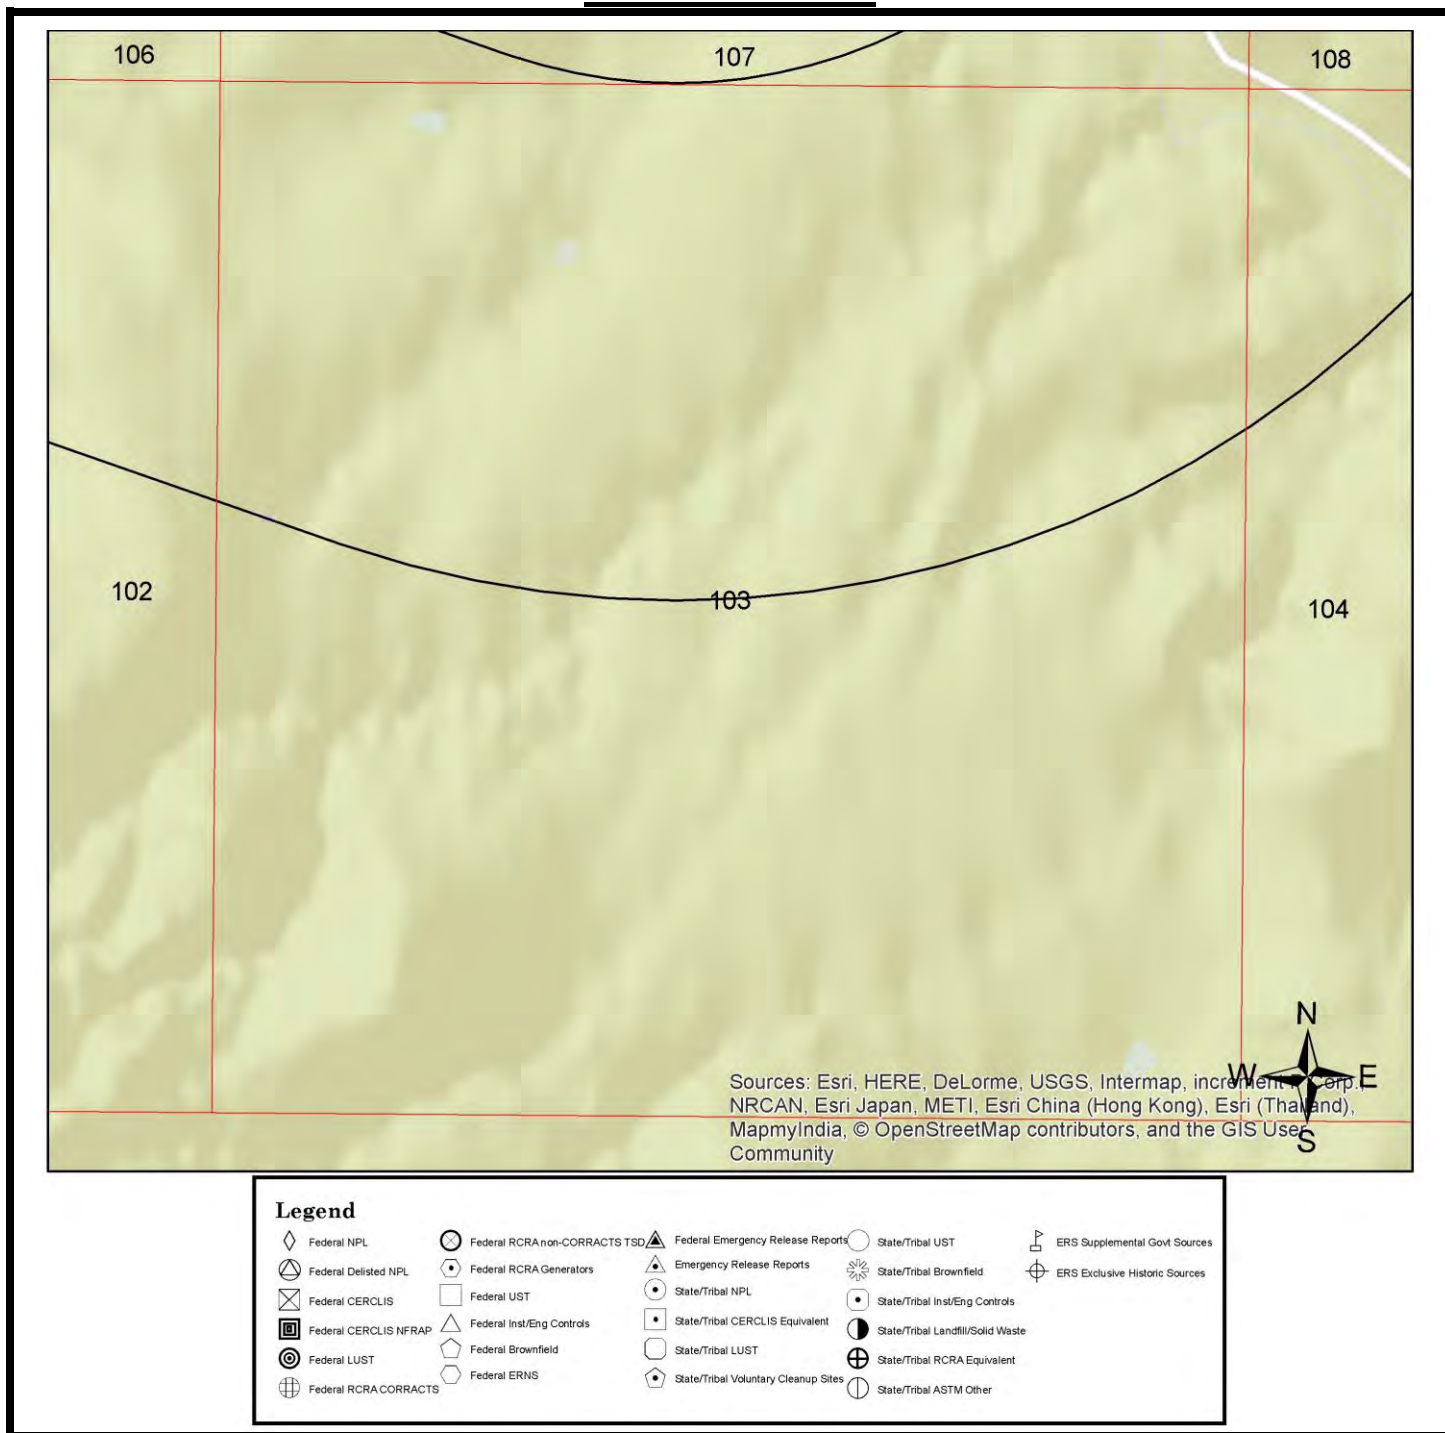 106
107
108
102
103
104
N
W
E
S
Sources: Esri, HERE, DeLorme, USGS, Intermap, increment P Corp.,
NRCAN, Esri Japan, METI, Esri China (Hong Kong), Esri (Thailand),
MapmyIndia, © OpenStreetMap contributors, and the GIS User
Community
Legend
Federal NPL
Federal Delisted NPL
Federal CERCLIS
Federal CERCLIS NFRAP
Federal LUST
Federal RCRA CORRACTS
Federal RCRA non-CORRACTS TSD
Federal RCRA Generators
Federal UST
Federal Inst/Eng Controls
Federal Brownfield
Federal ERNS
Federal Emergency Release Reports
Emergency Release Reports
State/Tribal NPL
State/Tribal CERCLIS Equivalent
State/Tribal LUST
State/Tribal Voluntary Cleanup Sites
State/Tribal UST
State/Tribal Brownfield
State/Tribal Inst/Eng Controls
State/Tribal Landfill/Solid Waste
State/Tribal RCRA Equivalent
State/Tribal ASTM Other
ERS Supplemental Govt Sources
ERS Exclusive Historic Sources